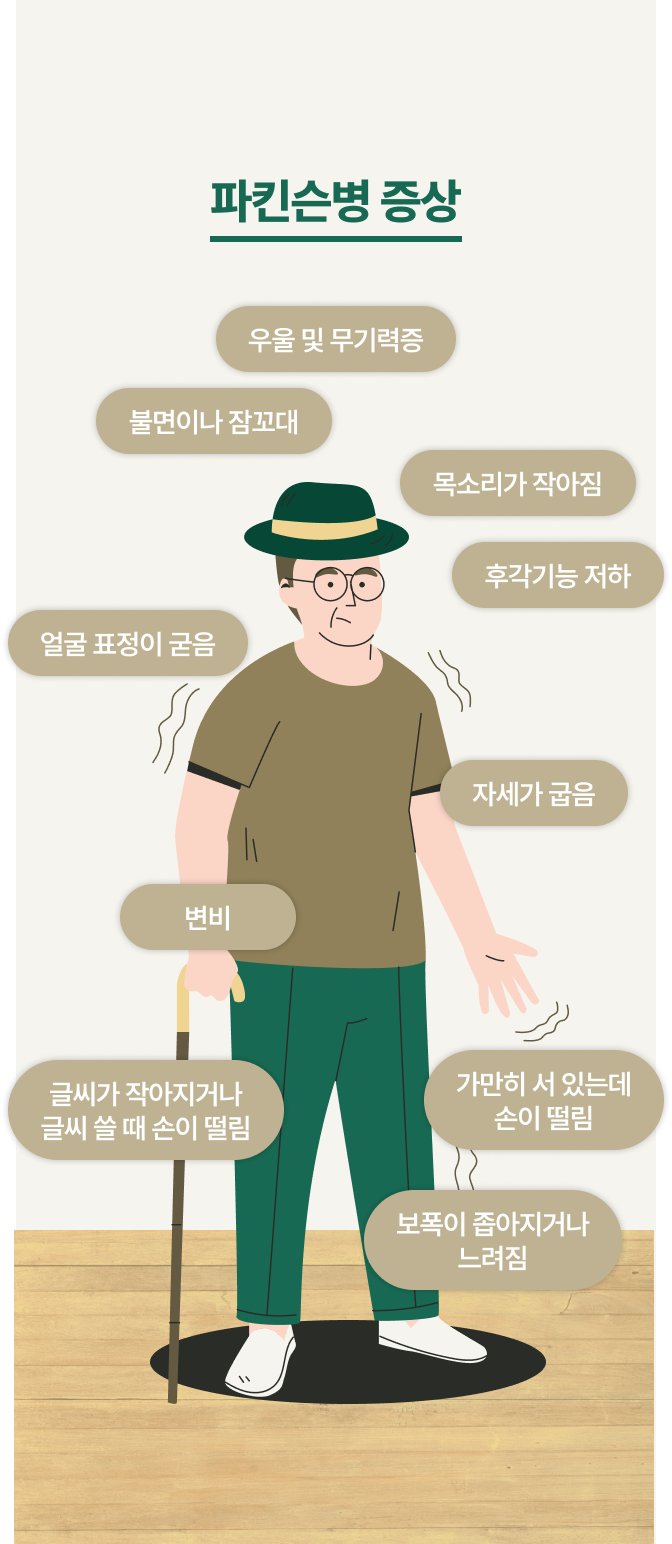 파킨슨병 증상
우울 및 무기력증
불면이나 잠꼬대
목소리가 작아짐
후각기능 저하
얼굴 표정이 굳음
자세가 굽음
변비
글씨가 작아지거나
글씨 쓸 때 손이 떨림
가만히 서 있는데
손이 떨림
보폭이 좁아지거나
느려짐